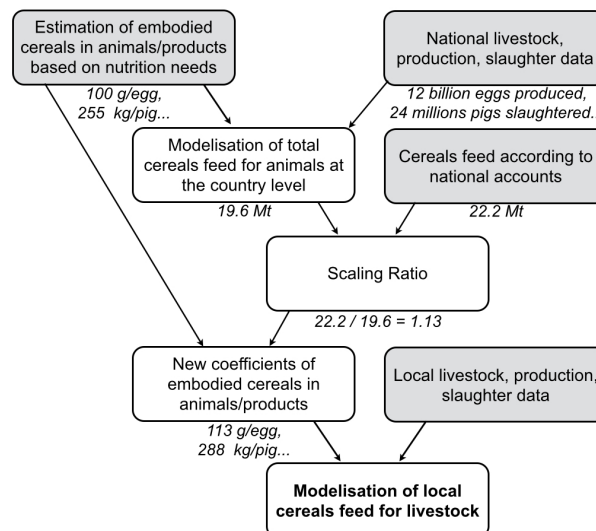 Estimation of embodied
cereals in animals/products
based on nutrition needs
100 g/egg,
255 kg/pig...
National livestock,
production, slaughter data
12 billion eggs produced,
24 millions pigs slaughtered...
Modelisation of total
cereals feed for animals at
the country level
19.6 Mt
Cereals feed according to
national accounts
22.2 Mt
Scaling Ratio
22.2 / 19.6 = 1.13
New coefficients of
embodied cereals in
animals/products
113 g/egg,
288 kg/pig...
Local livestock, production,
slaughter data
Modelisation of local
cereals feed for livestock